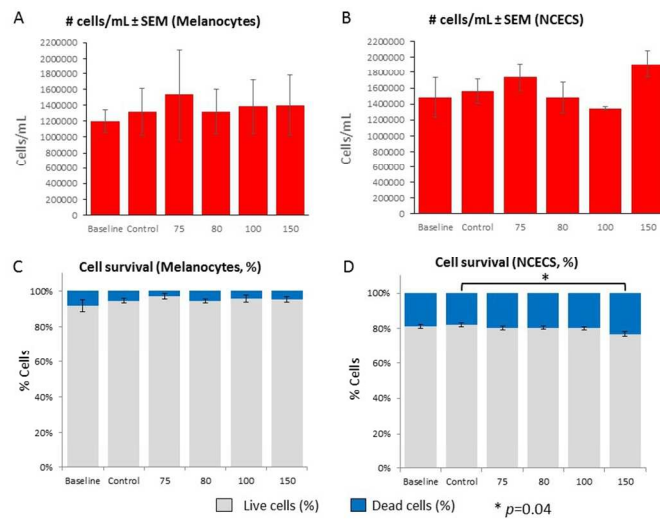 A
# cells/mL ± SEM (Melanocytes)
Cells/mL
2200000
2000000
1800000
1600000
1400000
1200000
1000000
800000
600000
400000
200000
0
Baseline Control 75 80 100 150
B
# cells/mL ± SEM (NCECS)
Cells/mL
2200000
2000000
1800000
1600000
1400000
1200000
1000000
800000
600000
400000
200000
0
Baseline Control 75 80 100 150
C
Cell survival (Melanocytes, %)
% Cells
100%
80%
60%
40%
20%
0%
Baseline Control 75 80 100 150
D
Cell survival (NCECS, %)
*
% Cells
100%
80%
60%
40%
20%
0%
Baseline Control 75 80 100 150
Live cells (%) Dead cells (%) * p=0.04